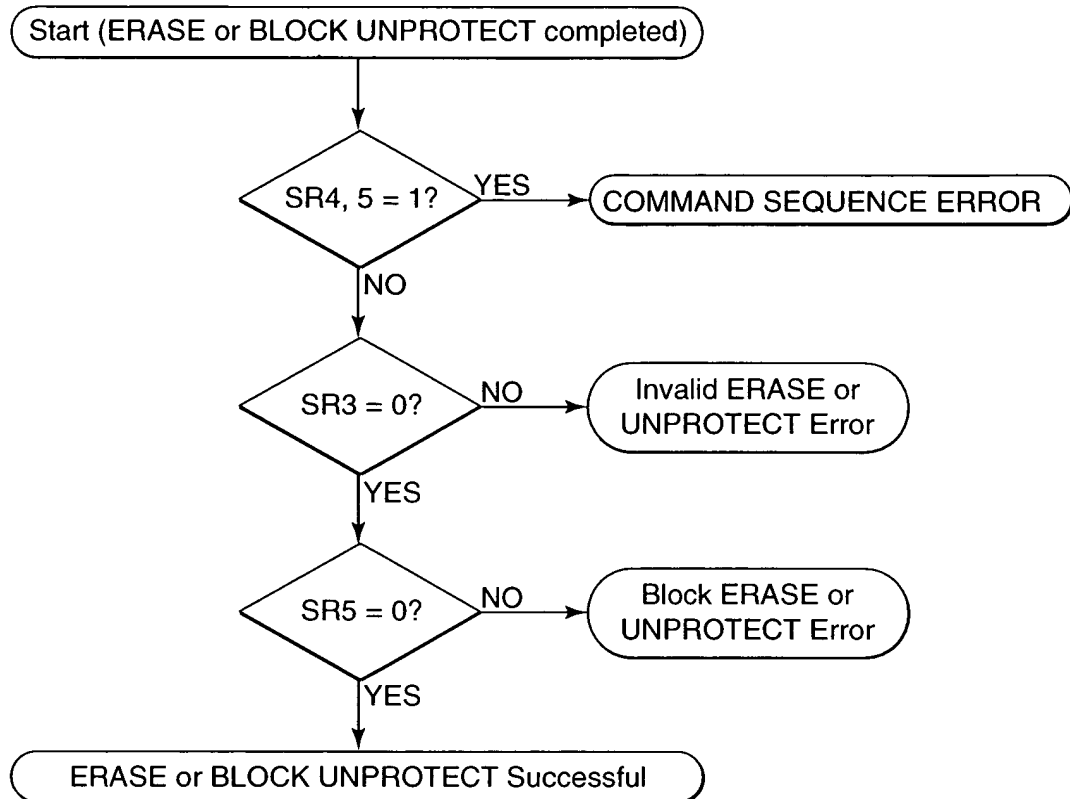 Start (ERASE or BLOCK UNPROTECT completed)
SR4, 5 = 1?
YES
COMMAND SEQUENCE ERROR
NO
SR3 = 0?
NO
Invalid ERASE or
UNPROTECT Error
YES
SR5 = 0?
NO
Block ERASE or
UNPROTECT Error
YES
ERASE or BLOCK UNPROTECT Successful